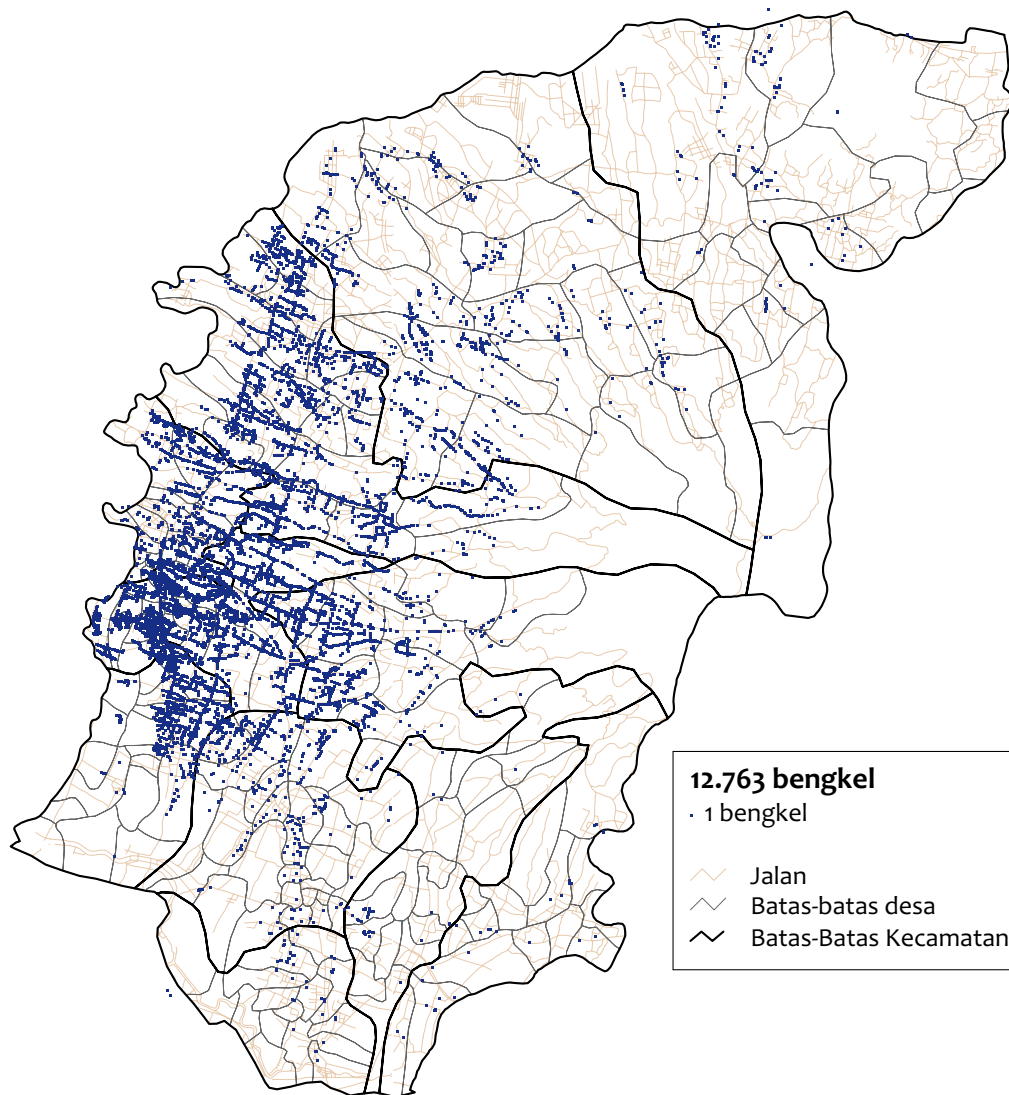 12.763 bengkel
1 bengkel
Jalan
Batas-batas desa
Batas-Batas Kecamatan